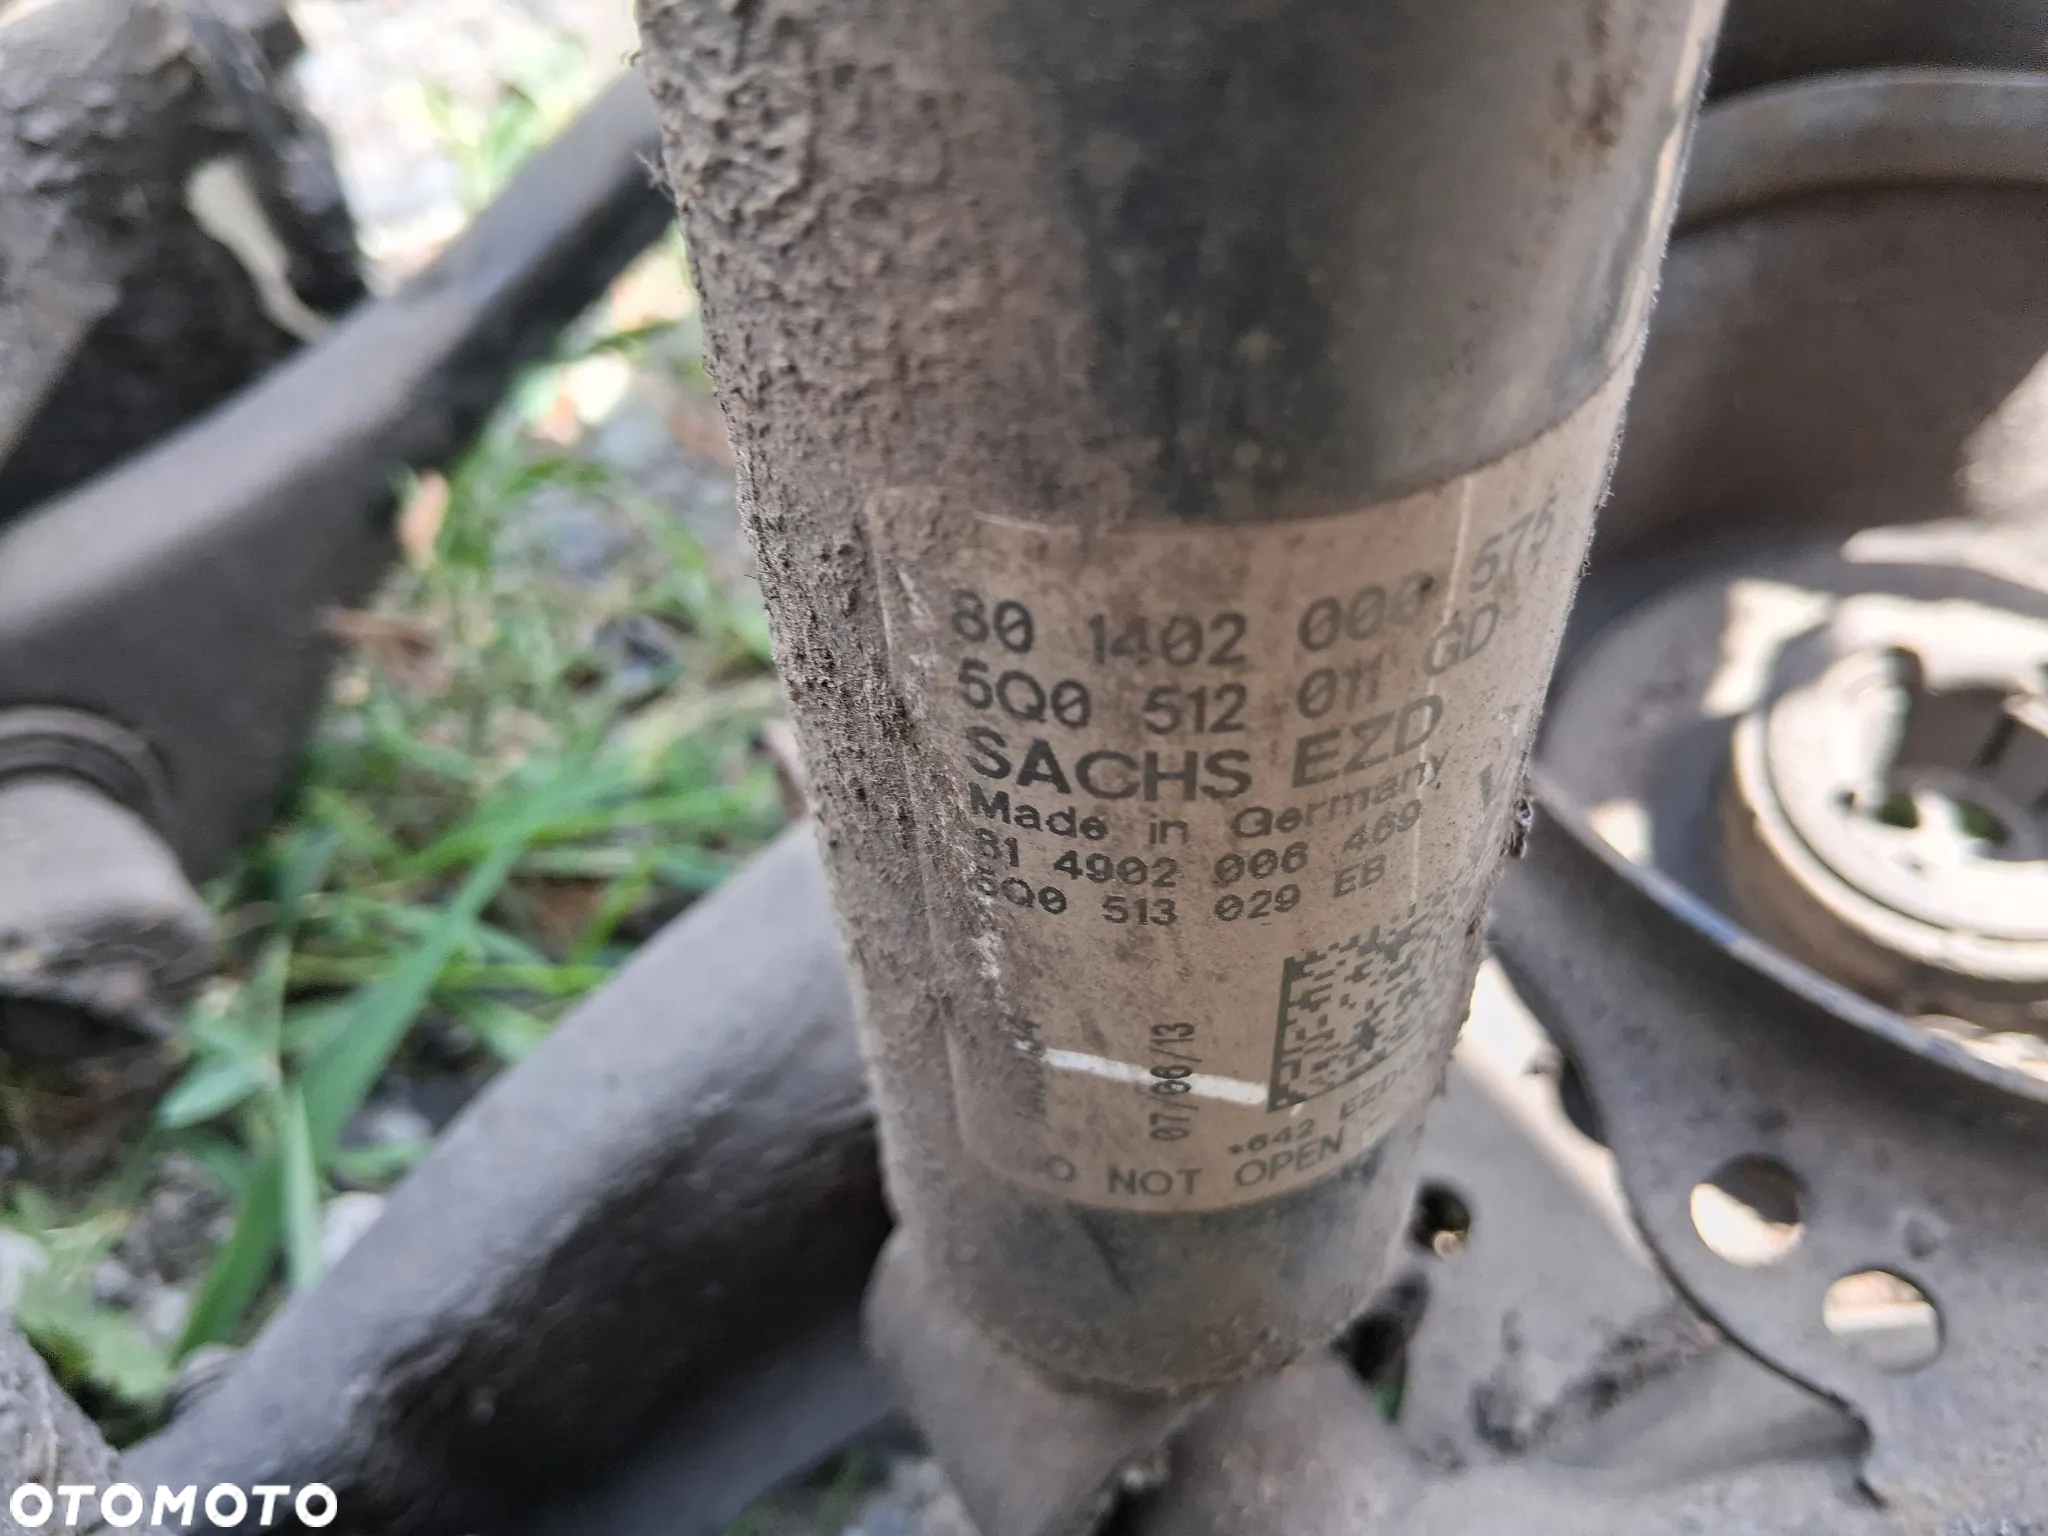 80 1402 000 575
5Q0 512 011 GD
SACHS EZD
Made in Germany
81 4902 006 469
5Q0 513 029 EB
07/06/13
*642 EZD
NOT OPEN
OTOMOTO